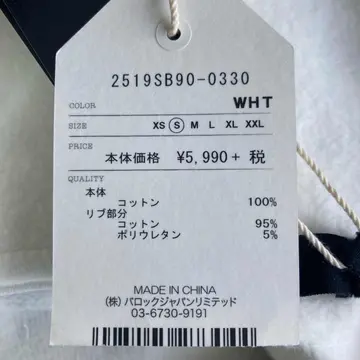 2519SB90-0330
COLOR WHT
SIZE XS S M L XL XXL
PRICE
本体価格 ¥5,990+税
QUALITY
本体
コットン 100%
リブ部分
コットン 95%
ポリウレタン 5%
MADE IN CHINA
(株)バロックジャパンリミテッド
03-6730-9191